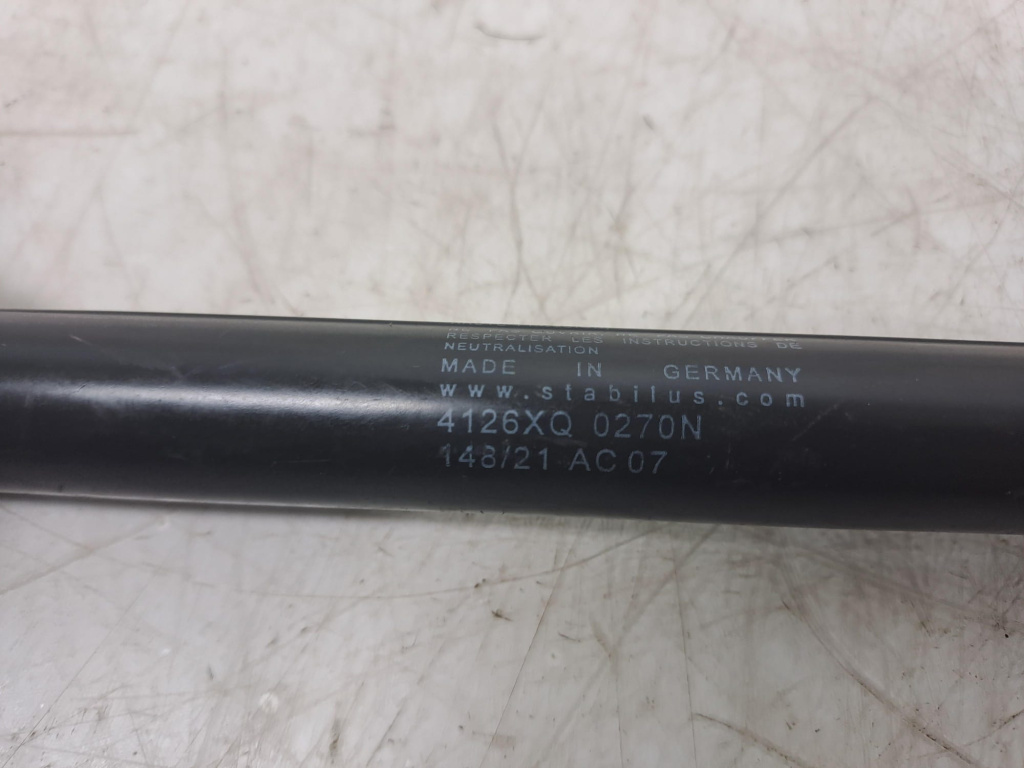 RESPECTER LES INSTRUCTIONS DE
NEUTRALISATION
MADE IN GERMANY
www.stabilus.com
4126XQ 0270N
148/21 AC 07